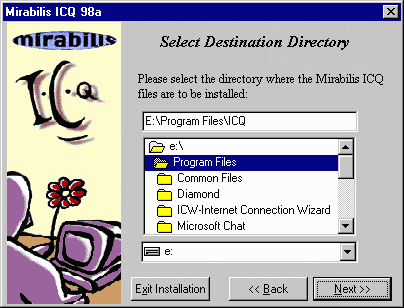 Mirabilis ICQ 98a
mirabilis
ICQ
Select Destination Directory
Please select the directory where the Mirabilis ICQ
files are to be installed:
E:\Program Files\ICQ
e:\
Program Files
Common Files
Diamond
ICW-Internet Connection Wizard
Microsoft Chat
e:
Exit Installation
<< Back
Next >>